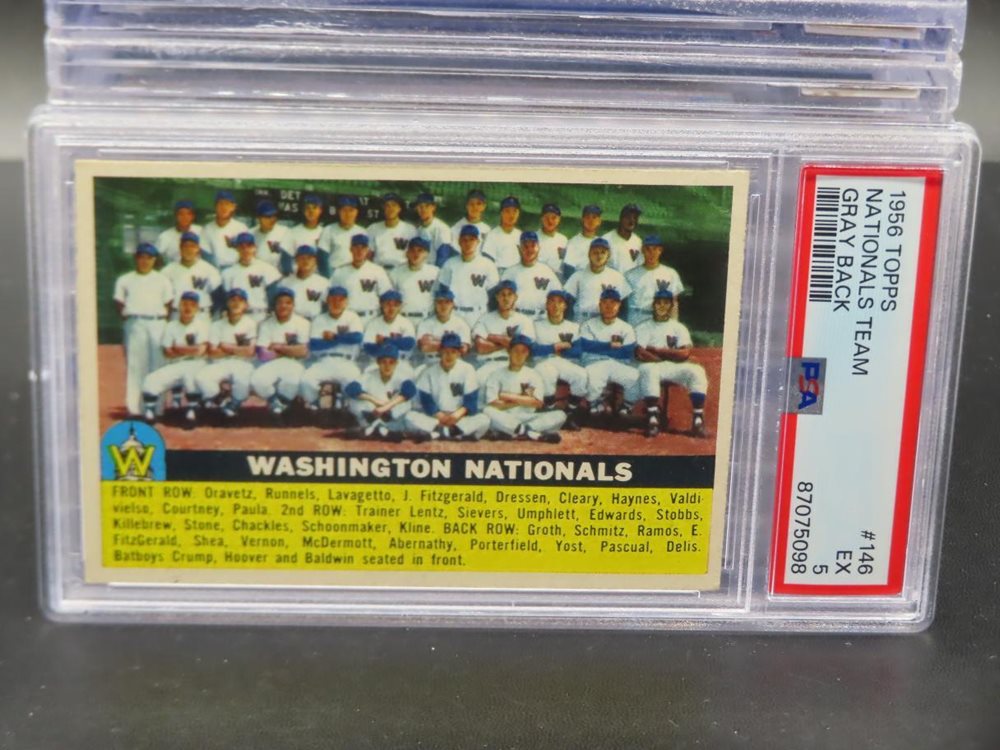 DET
WASHINGTON NATIONALS
W
FRONT ROW: Oravetz, Runnels, Lavagetto, J. Fitzgerald, Dressen, Cleary, Haynes, Valdi-
vielso, Courtney, Paula. 2nd ROW: Trainer Lentz, Sievers, Umphlett, Edwards, Stobbs,
Killebrew, Stone, Chackles, Schoonmaker, Kline. BACK ROW: Groth, Schmitz, Ramos, E.
FitzGerald, Shea, Vernon, McDermott, Abernathy, Porterfield, Yost, Pascual, Delis.
Batboys Crump, Hoover and Baldwin seated in front.
1956 TOPPS
NATIONALS TEAM
GRAY BACK
PSA
#146
EX
5
87075098